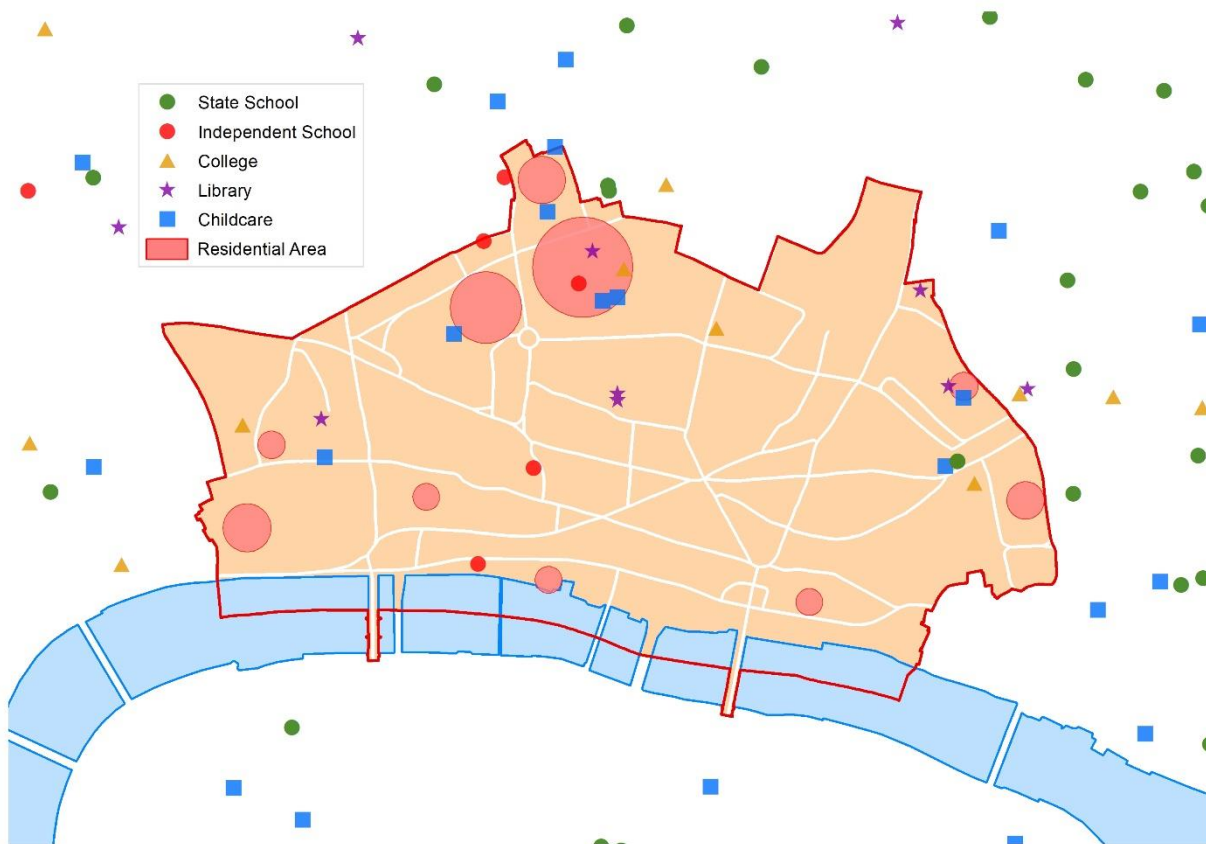 State School
Independent School
College
Library
Childcare
Residential Area